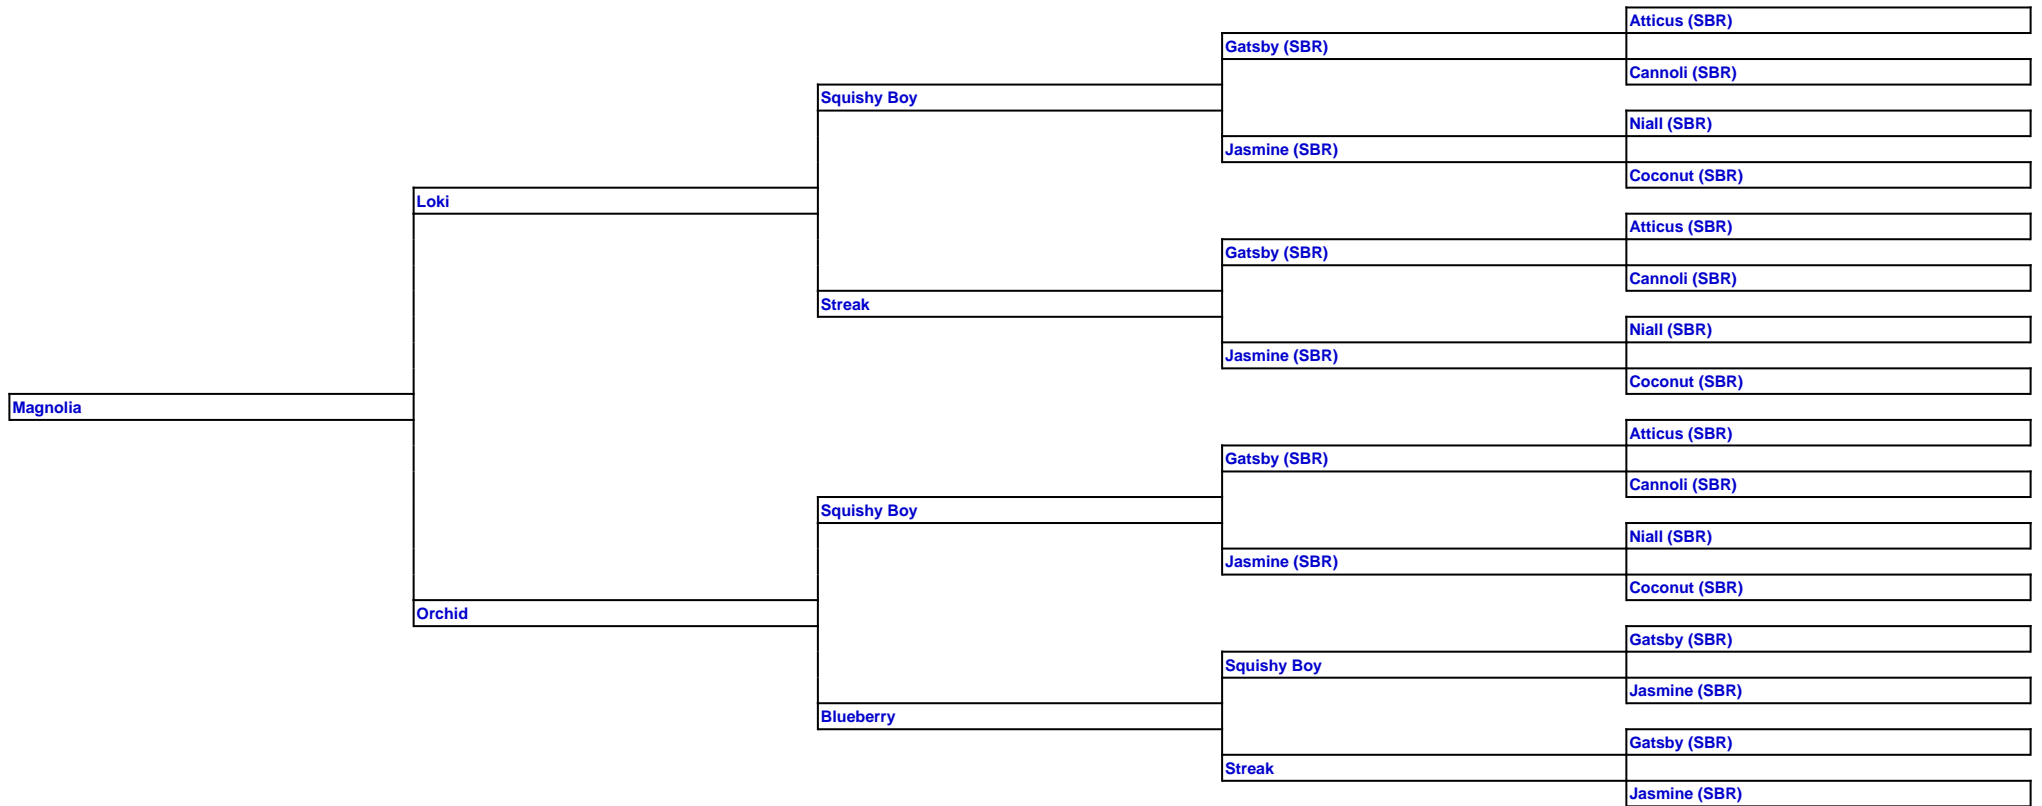 Atticus (SBR)
Gatsby (SBR)
Cannoli (SBR)
Squishy Boy
Niall (SBR)
Jasmine (SBR)
Coconut (SBR)
Loki
Atticus (SBR)
Gatsby (SBR)
Cannoli (SBR)
Streak
Niall (SBR)
Jasmine (SBR)
Coconut (SBR)
Magnolia
Atticus (SBR)
Gatsby (SBR)
Cannoli (SBR)
Squishy Boy
Niall (SBR)
Jasmine (SBR)
Coconut (SBR)
Orchid
Gatsby (SBR)
Squishy Boy
Jasmine (SBR)
Blueberry
Gatsby (SBR)
Streak
Jasmine (SBR)